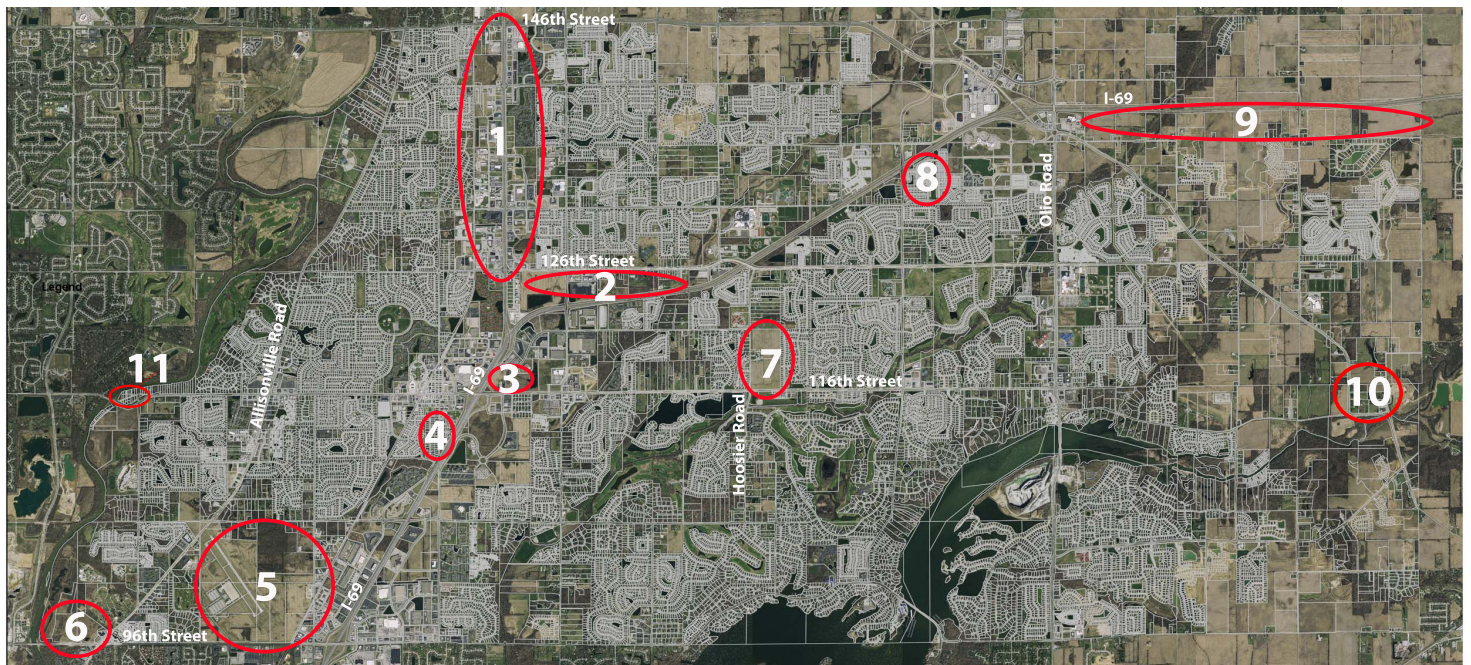 146th Street
1
I-69
9
8
Olio Road
126th Street
2
Legend
Allisonville Road
11
7
3
I-69
116th Street
10
4
Hoosier Road
5
I-69
6
96th Street